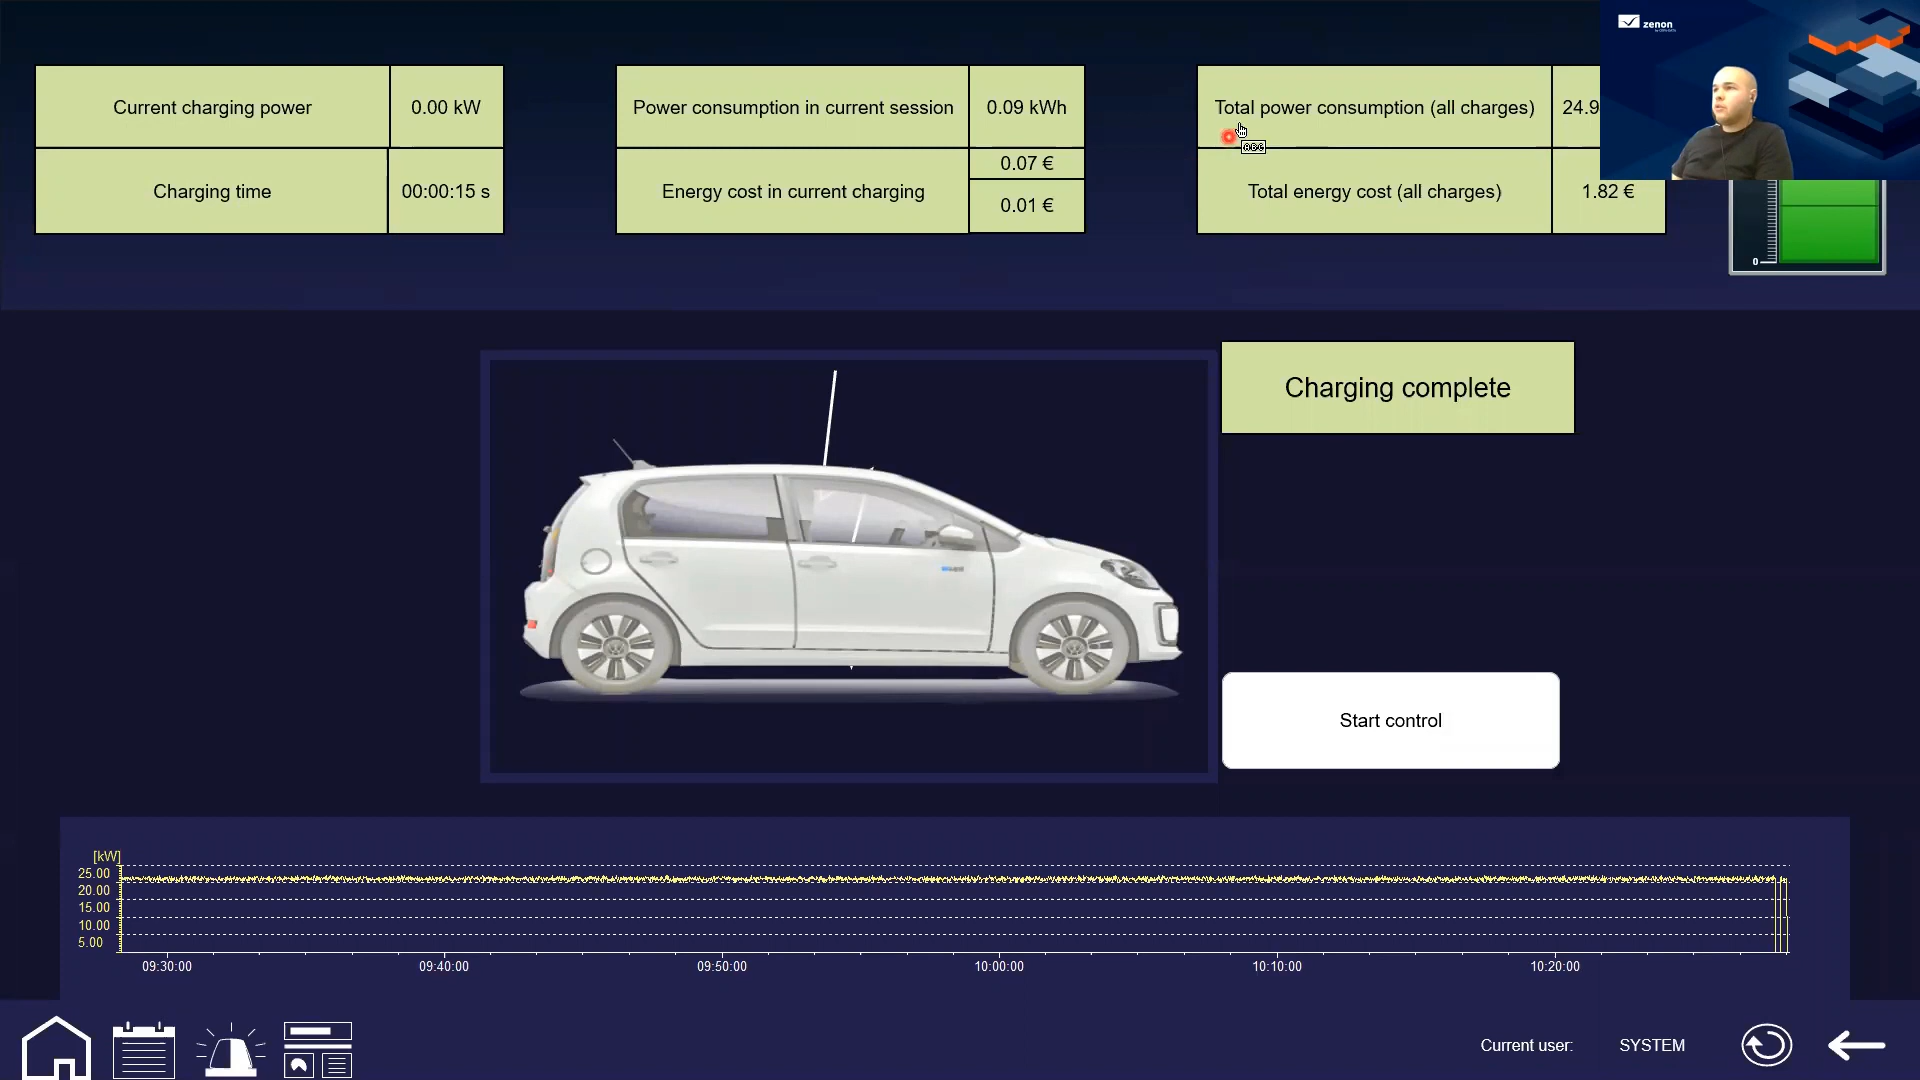 zenon
Current charging power 0.00 kW
Charging time 00:00:15 s
Power consumption in current session 0.09 kWh
Energy cost in current charging 0.07 €
0.01 €
Total power consumption (all charges) 24.9
Total energy cost (all charges) 1.82 €
ABC
0
Charging complete
Start control
[kW]
25.00
20.00
15.00
10.00
5.00
09:30:00 09:40:00 09:50:00 10:00:00 10:10:00 10:20:00
Current user: SYSTEM